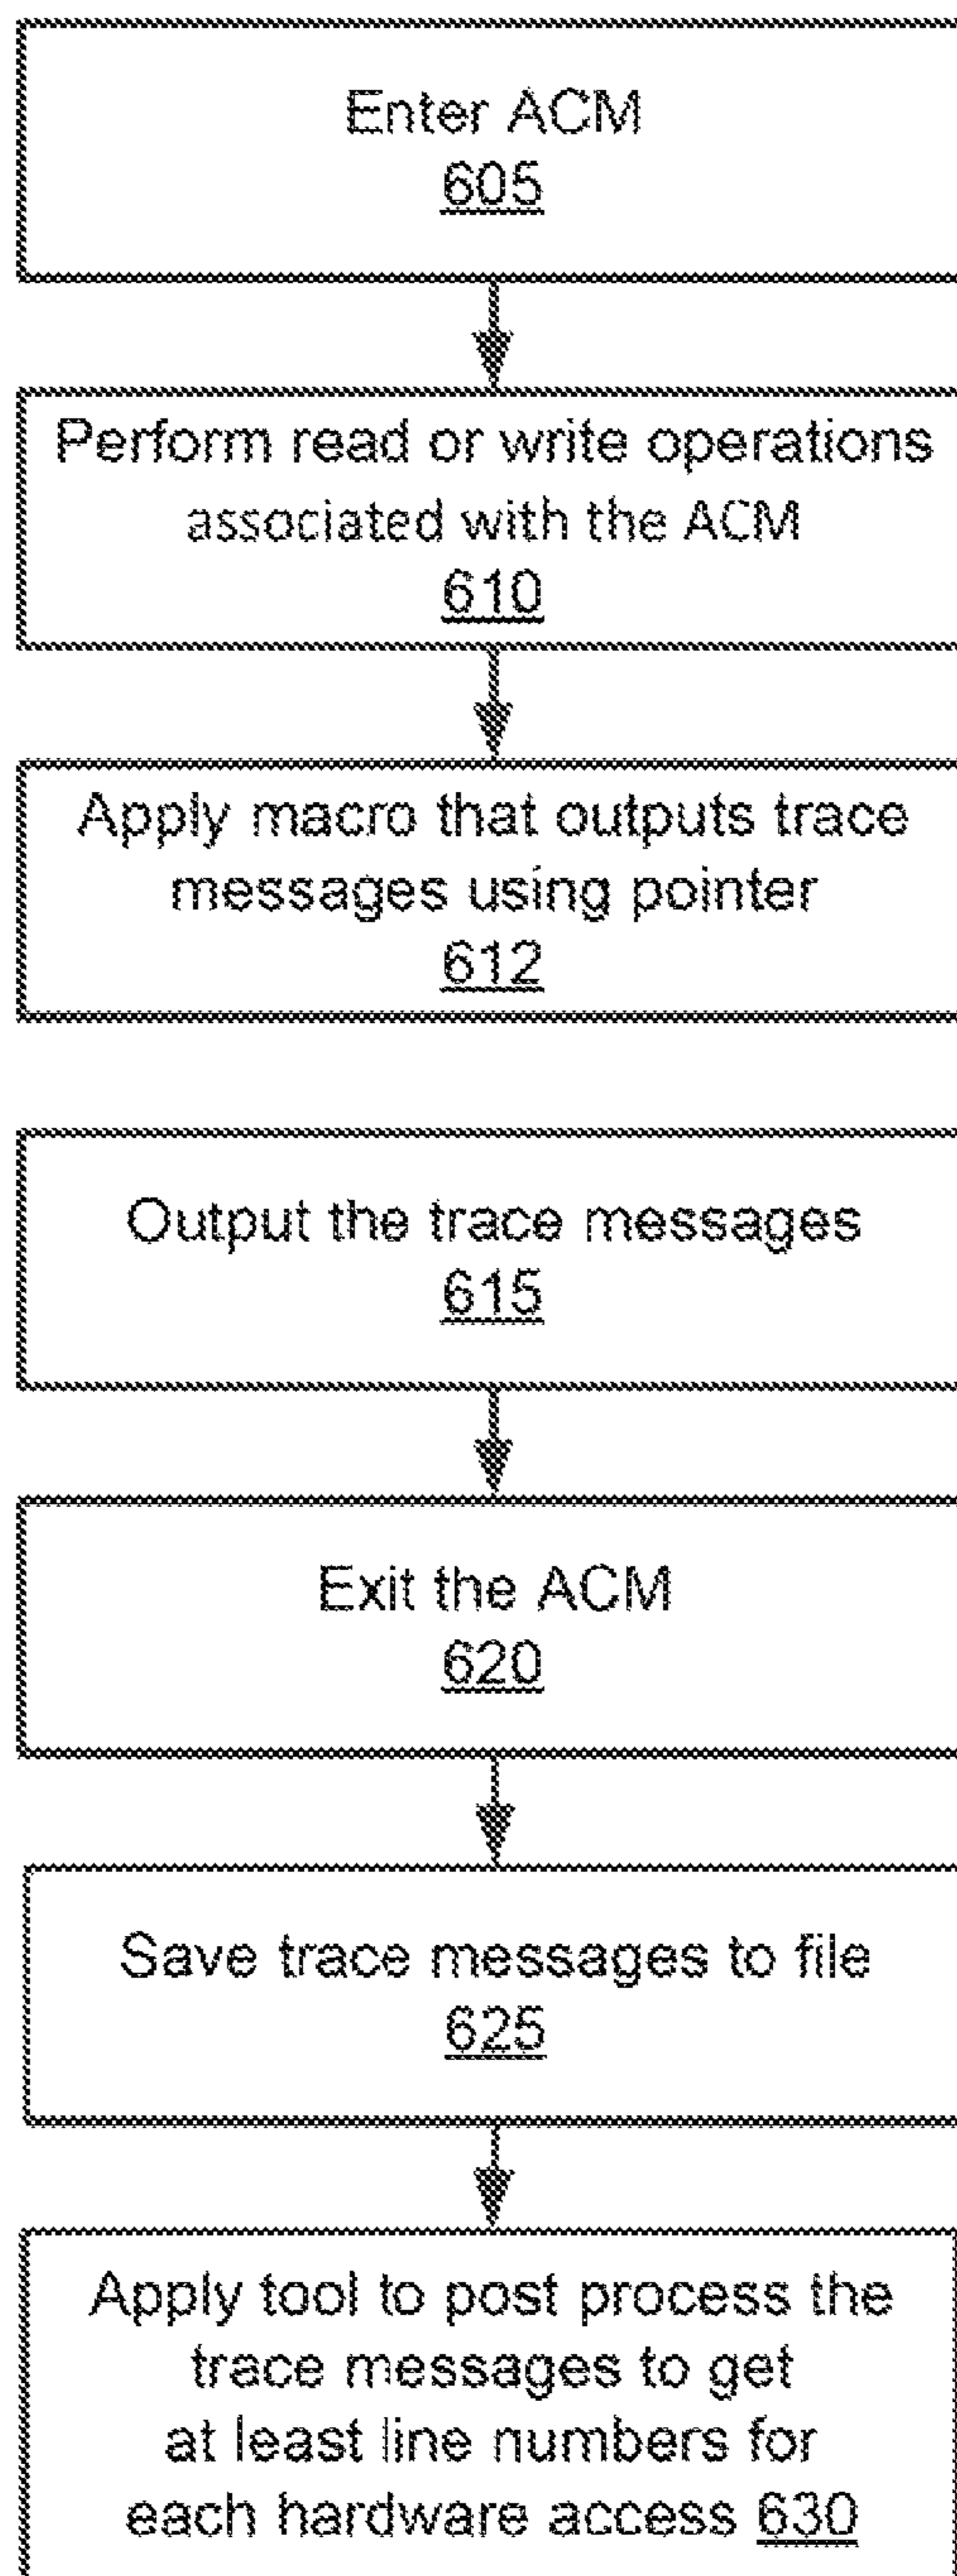 Enter ACM
605
Perform read or write operations
associated with the ACM
610
Apply macro that outputs trace
messages using pointer
612
Output the trace messages
615
Exit the ACM
620
Save trace messages to file
625
Apply tool to post process the
trace messages to get
at least line numbers for
each hardware access 630